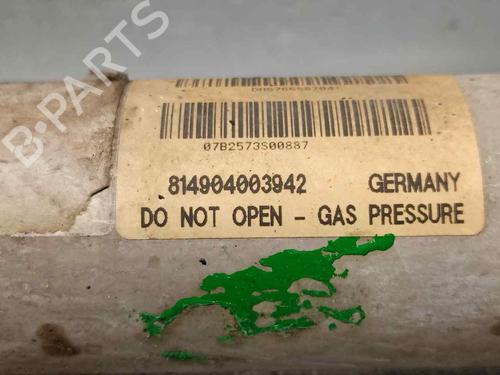 B-PARTS
07B2573S00887
814904003942 GERMANY
DO NOT OPEN - GAS PRESSURE